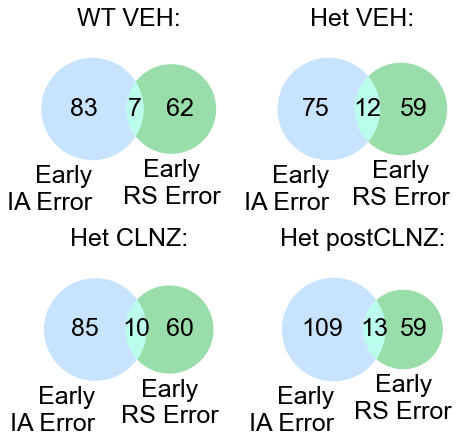 WT VEH:
83 7 62
Early
IA Error
Early
RS Error
Het VEH:
75 12 59
Early
IA Error
Early
RS Error
Het CLNZ:
85 10 60
Early
IA Error
Early
RS Error
Het postCLNZ:
109 13 59
Early
IA Error
Early
RS Error